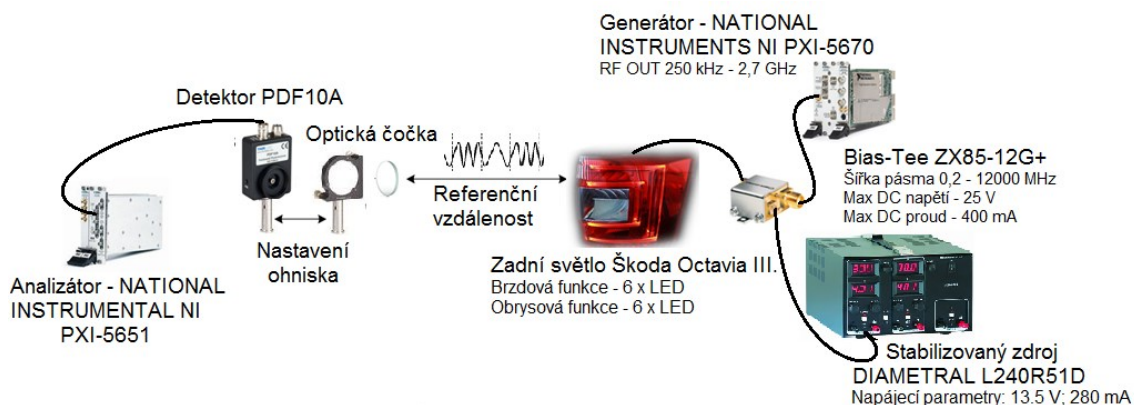 Generátor - NATIONAL
INSTRUMENTS NI PXI-5670
RF OUT 250 kHz - 2,7 GHz
Detektor PDF10A
Optická čočka
Referenční
vzdálenost
Nastavení
ohniska
Bias-Tee ZX85-12G+
Šířka pásma 0,2 - 12000 MHz
Max DC napětí - 25 V
Max DC proud - 400 mA
Analizátor - NATIONAL
INSTRUMENTAL NI
PXI-5651
Zadní světlo Škoda Octavia III.
Brzdová funkce - 6 x LED
Obrysová funkce - 6 x LED
Stabilizovaný zdroj
DIAMETRAL L240R51D
Napájecí parametry: 13.5 V; 280 mA